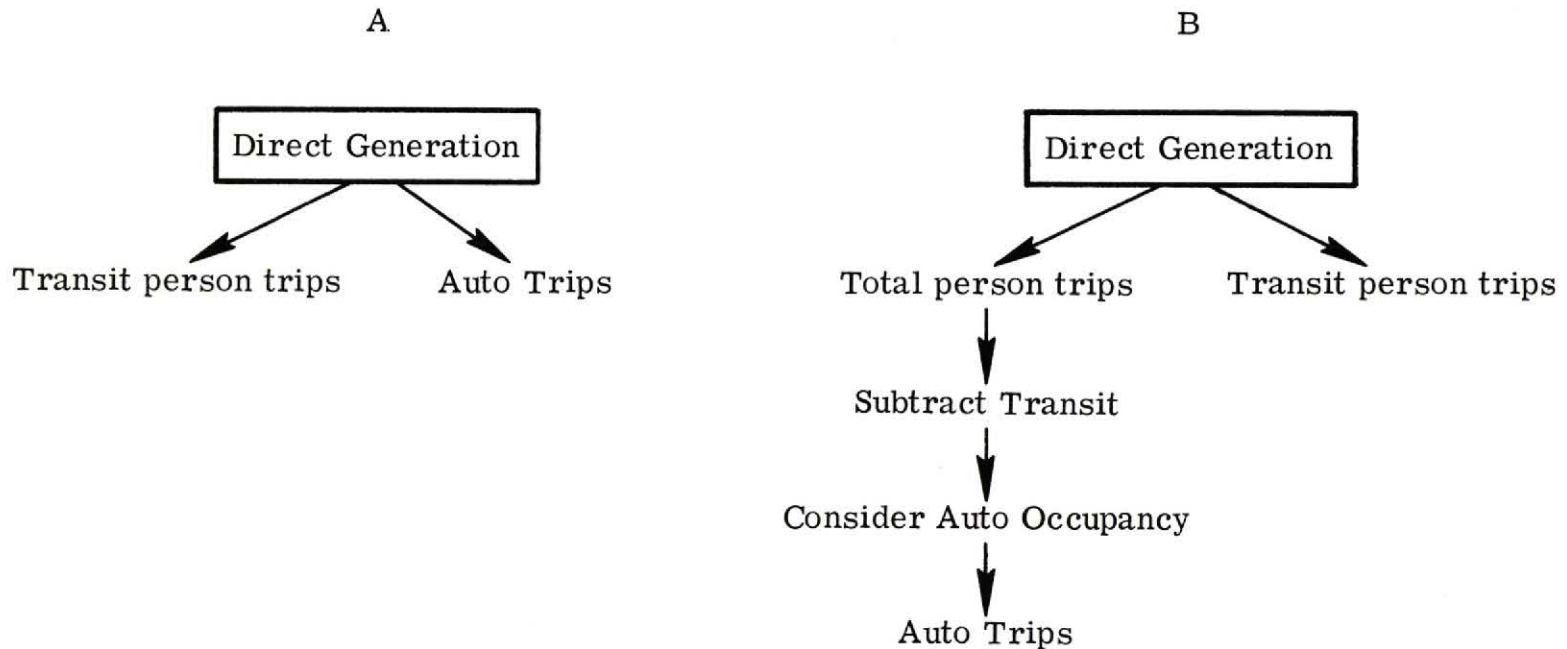 A
Direct Generation
Transit person trips
Auto Trips
B
Direct Generation
Total person trips
Transit person trips
Subtract Transit
Consider Auto Occupancy
Auto Trips